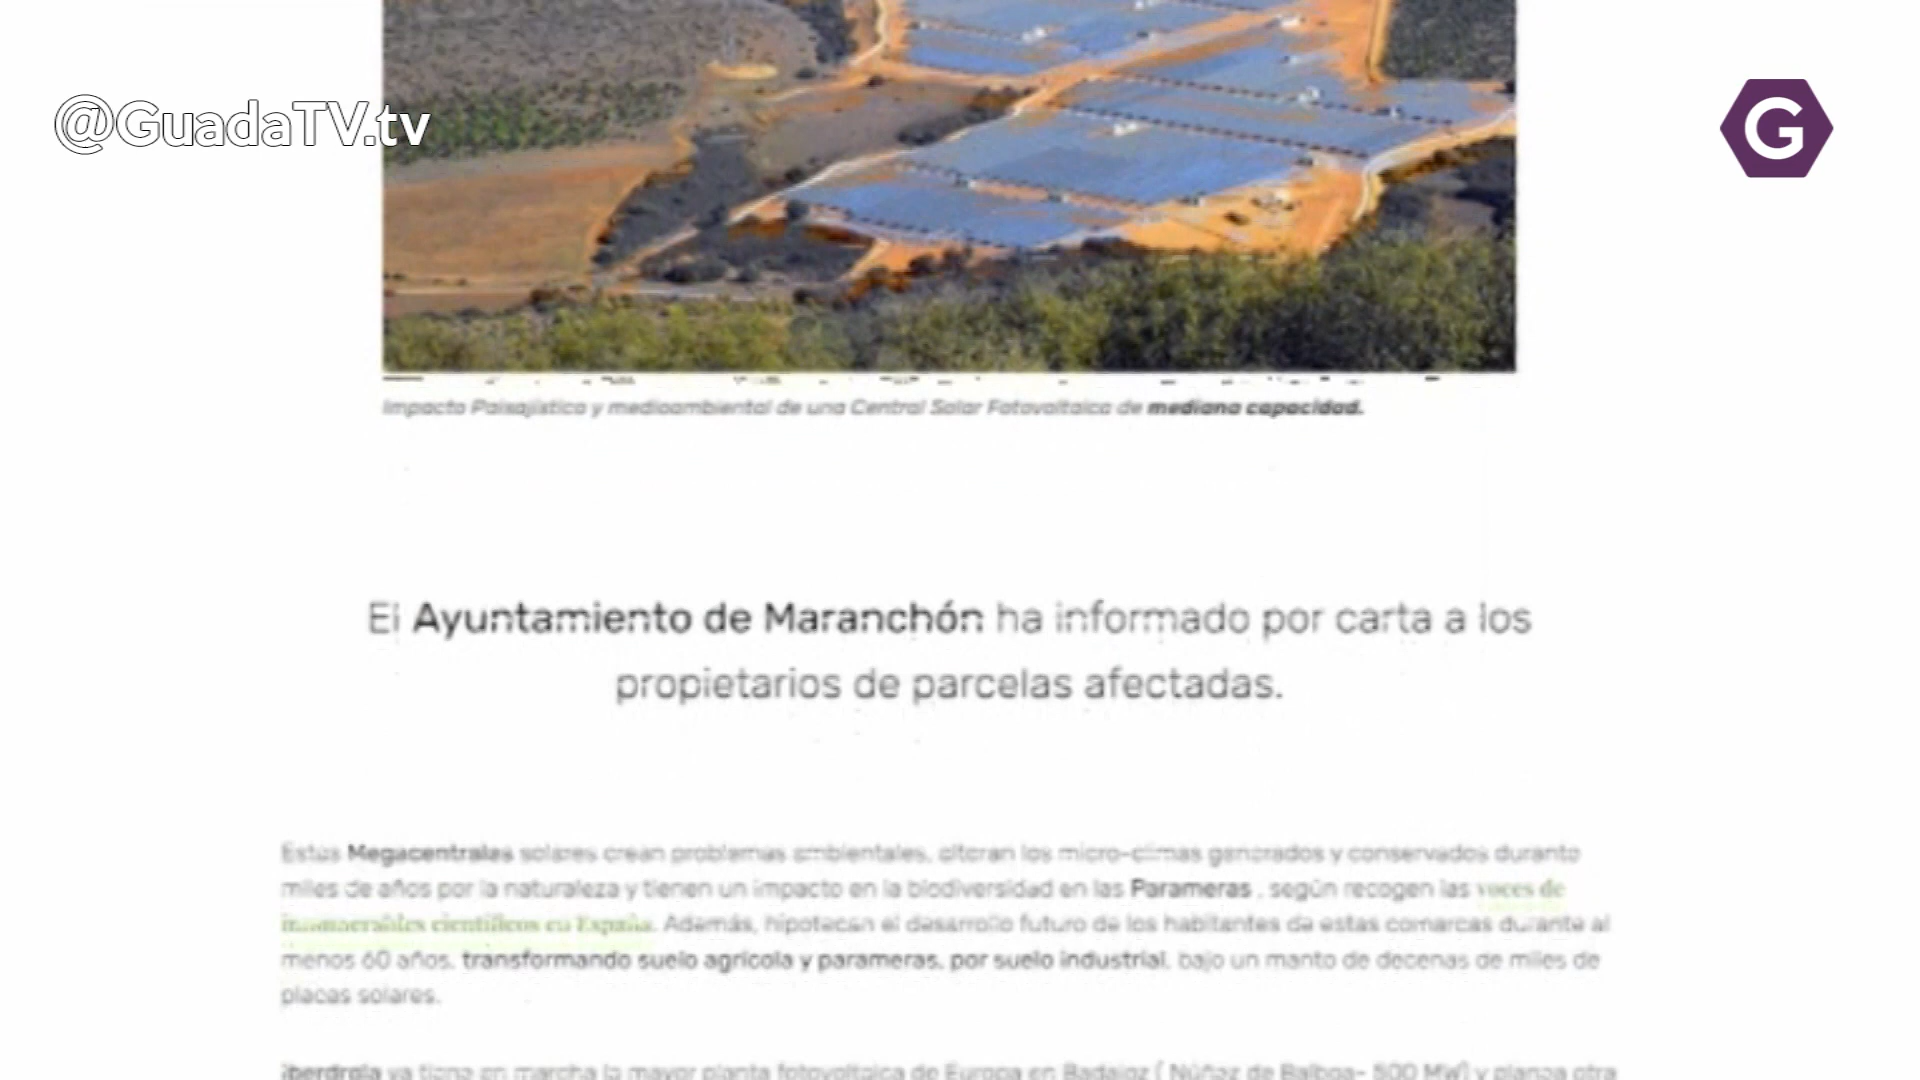 @GuadaTV.tv
G
Impacto Paisajístico y medioambiental de una Central Solar Fotovoltaica de mediana capacidad.
El Ayuntamiento de Maranchón ha informado por carta a los
propietarios de parcelas afectadas.
Estas Megacentrales solares crean problemas ambientales, alteran los micro-climas generados y conservados durante
miles de años por la naturaleza y tienen un impacto en la biodiversidad en las Parameras , según recogen las voces de
innumerables científicos en España. Además, hipotecan el desarrollo futuro de los habitantes de estas comarcas durante al
menos 60 años, transformando suelo agrícola y parameras, por suelo industrial, bajo un manto de decenas de miles de
placas solares.
Iberdrola ya tiene en marcha la mayor planta fotovoltaica de Europa en Badajoz ( Núñez de Balboa- 500 MW) y planea otra